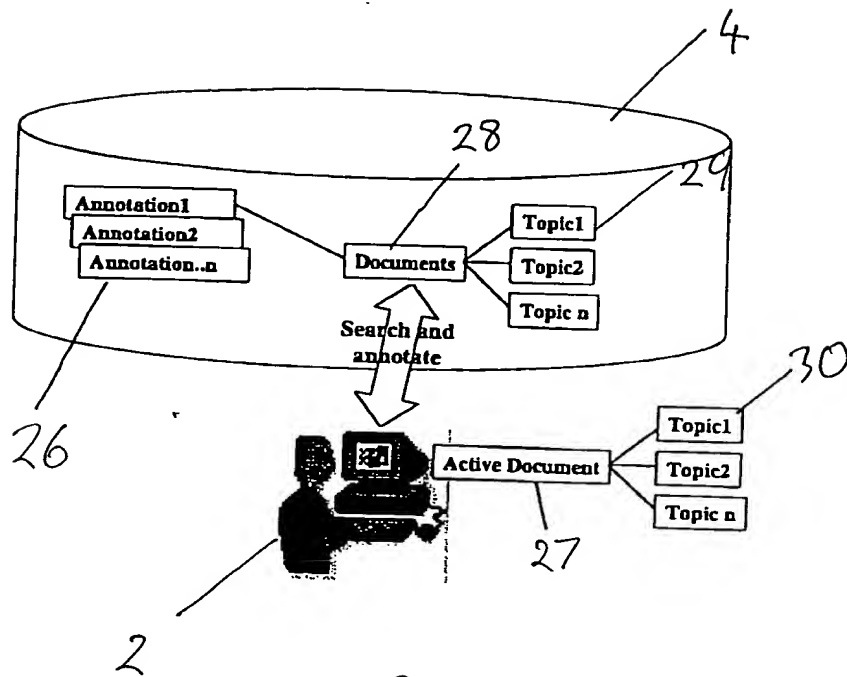 4
28
29
Annotation1
Annotation2
Annotation..n
Documents
Topic1
Topic2
Topic n
Search and
annotate
26
30
Active Document
Topic1
Topic2
Topic n
27
2